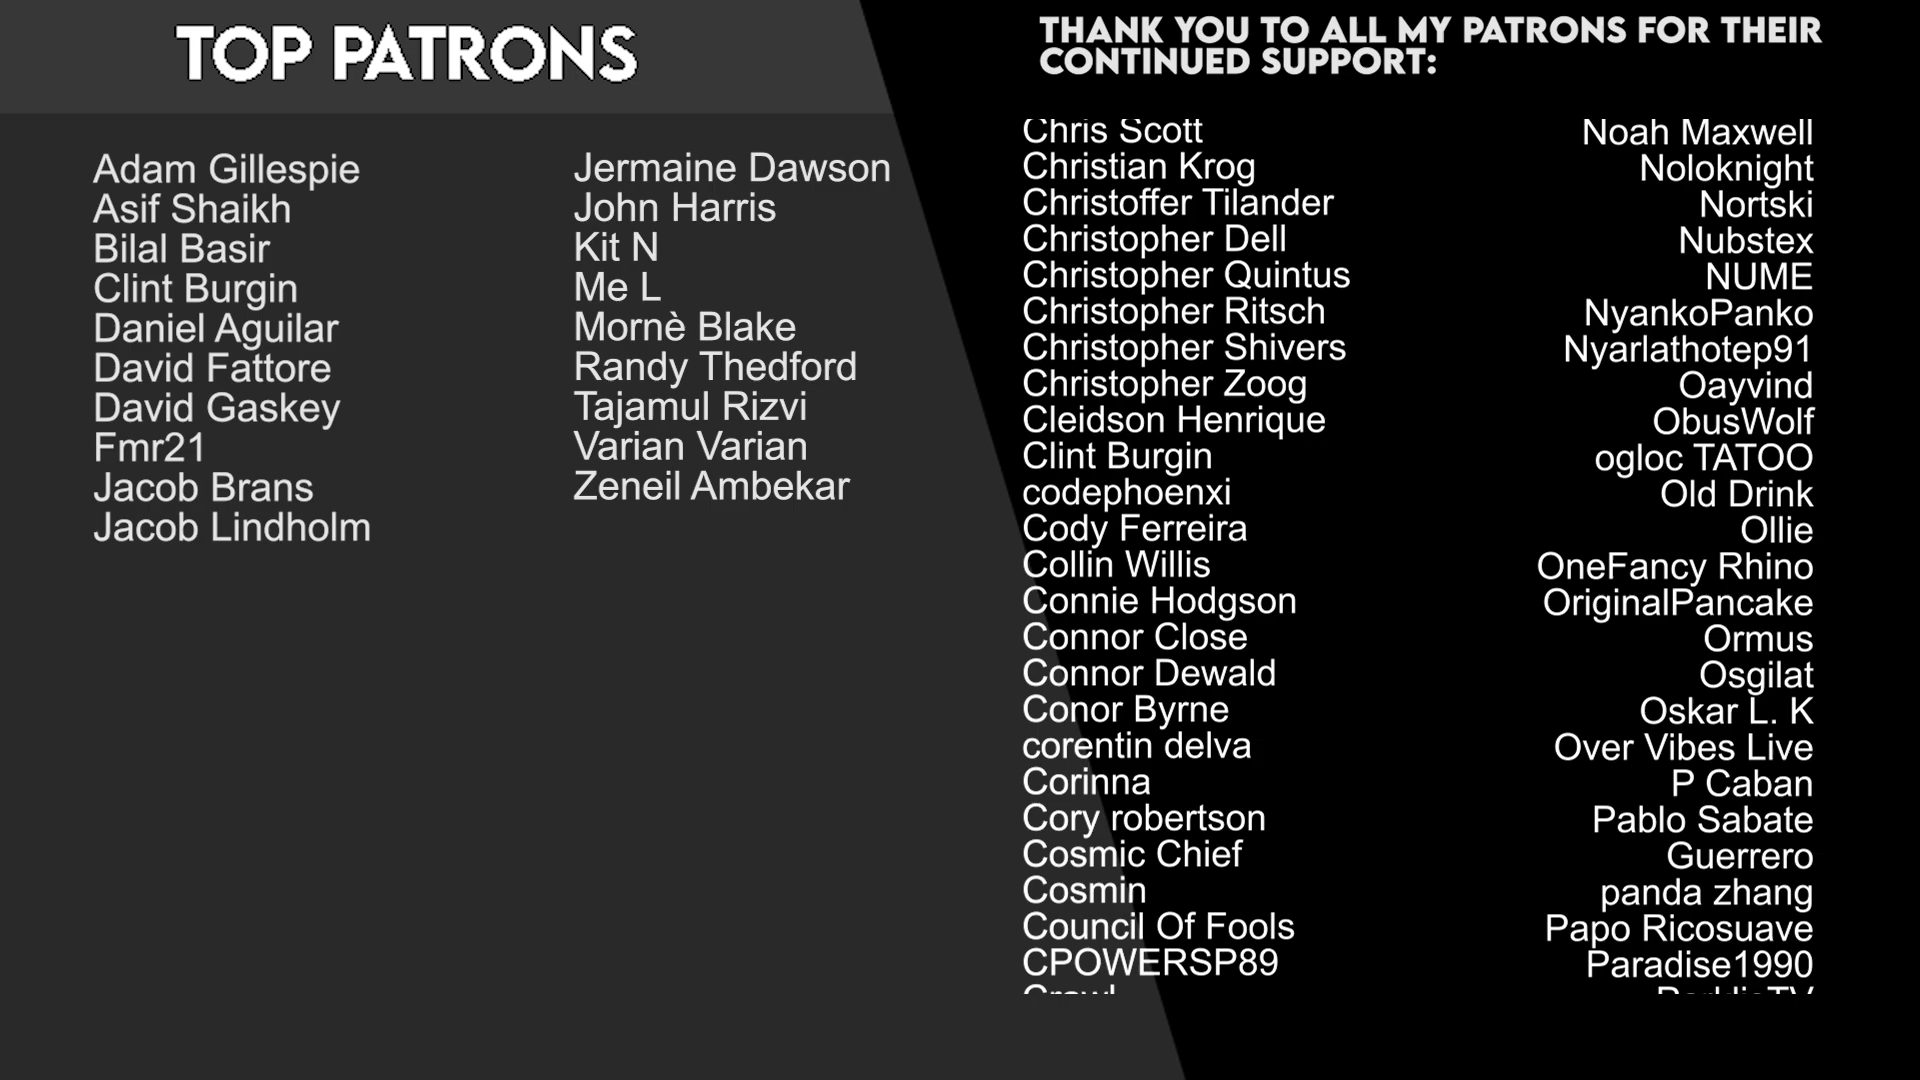 TOP PATRONS
Adam Gillespie
Asif Shaikh
Bilal Basir
Clint Burgin
Daniel Aguilar
David Fattore
David Gaskey
Fmr21
Jacob Brans
Jacob Lindholm
Jermaine Dawson
John Harris
Kit N
Me L
Mornè Blake
Randy Thedford
Tajamul Rizvi
Varian Varian
Zeneil Ambekar
THANK YOU TO ALL MY PATRONS FOR THEIR
CONTINUED SUPPORT:
Chris Scott
Christian Krog
Christoffer Tilander
Christopher Dell
Christopher Quintus
Christopher Ritsch
Christopher Shivers
Christopher Zoog
Cleidson Henrique
Clint Burgin
codephoenxi
Cody Ferreira
Collin Willis
Connie Hodgson
Connor Close
Connor Dewald
Conor Byrne
corentin delva
Corinna
Cory robertson
Cosmic Chief
Cosmin
Council Of Fools
CPOWERSP89
Noah Maxwell
Noloknight
Nortski
Nubstex
NUME
NyankoPanko
Nyarlathotep91
Oayvind
ObusWolf
ogloc TATOO
Old Drink
Ollie
OneFancy Rhino
OriginalPancake
Ormus
Osgilat
Oskar L. K
Over Vibes Live
P Caban
Pablo Sabate
Guerrero
panda zhang
Papo Ricosuave
Paradise1990